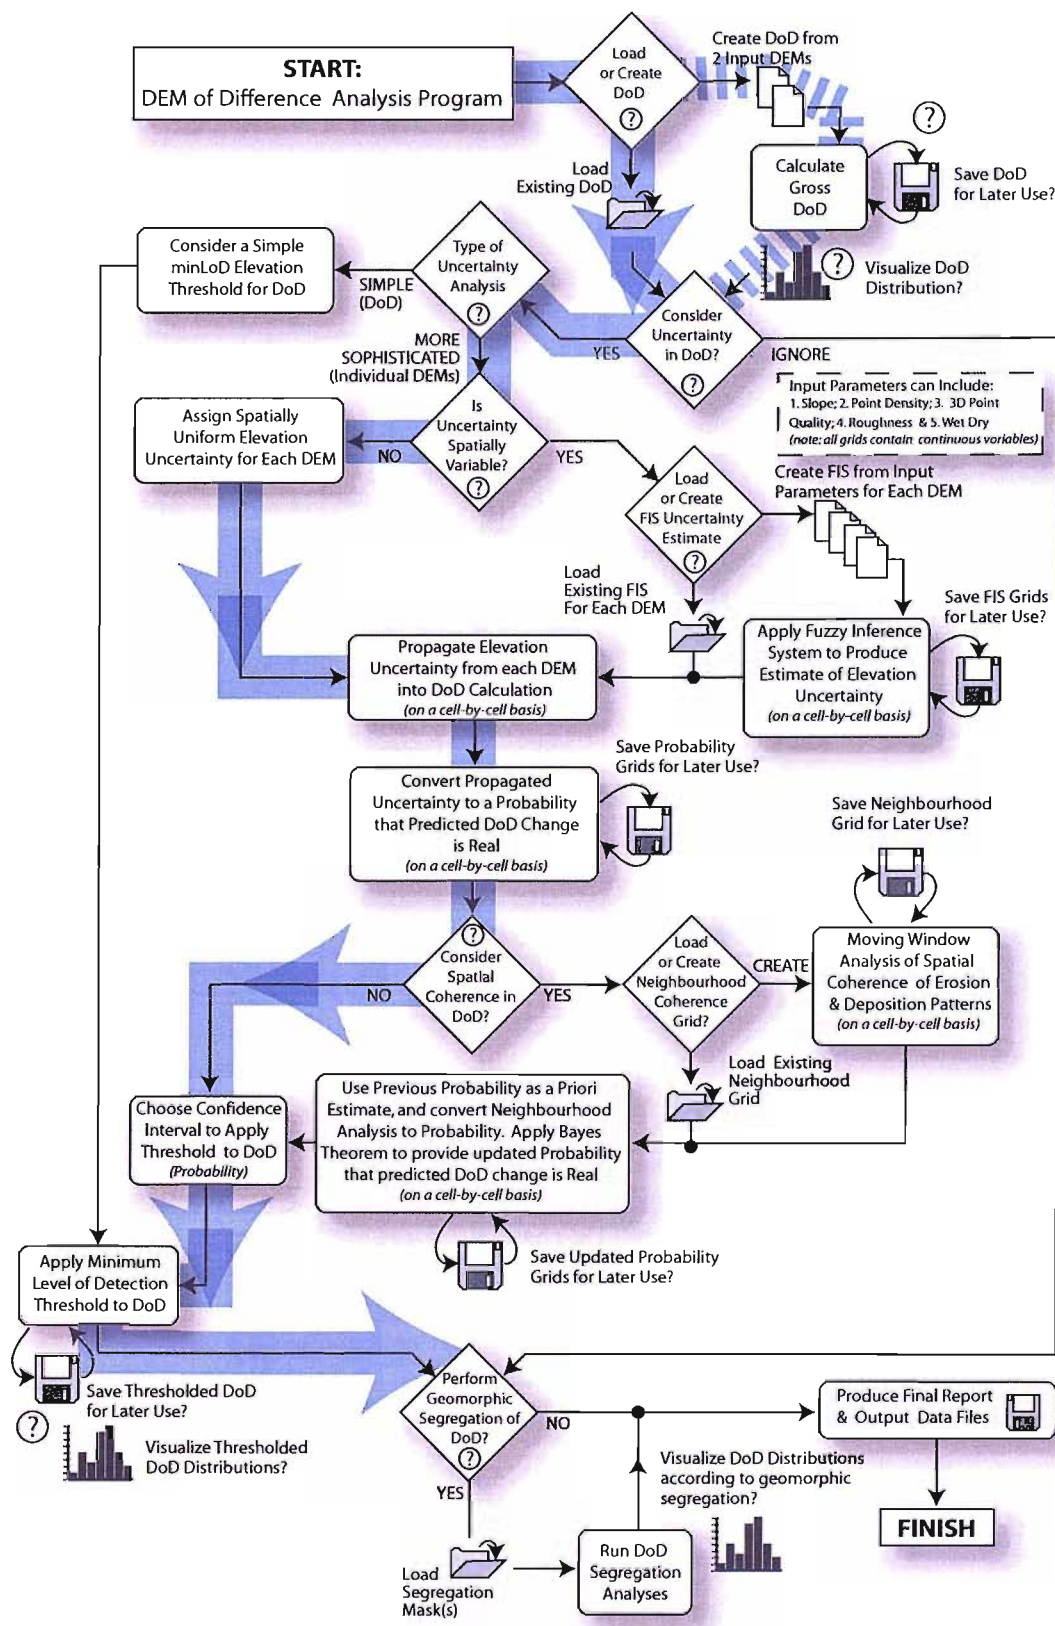 START:
DEM of Difference Analysis Program
Load
or Create
DoD
?
Create DoD from
2 Input DEMs
?
Calculate
Gross
DoD
Save DoD
for Later Use?
Load
Existing DoD
?
Visualize DoD
Distribution?
Consider a Simple
minLoD Elevation
Threshold for DoD
Type of
Uncertainty
Analysis
?
SIMPLE
(DoD)
Consider
Uncertainty
in DoD?
?
YES
IGNORE
MORE
SOPHISTICATED
(Individual DEMs)
Input Parameters can Include:
1. Slope; 2. Point Density; 3. 3D Point
Quality; 4. Roughness & 5. Wet Dry
(note: all grids contain continuous variables)
Assign Spatially
Uniform Elevation
Uncertainty for Each DEM
Is
Uncertainty
Spatially
Variable?
?
NO
YES
Load
or Create
FIS Uncertainty
Estimate
?
Create FIS from Input
Parameters for Each DEM
Load
Existing FIS
For Each DEM
Save FIS Grids
for Later Use?
Apply Fuzzy Inference
System to Produce
Estimate of Elevation
Uncertainty
(on a cell-by-cell basis)
Propagate Elevation
Uncertainty from each DEM
into DoD Calculation
(on a cell-by-cell basis)
Save Probability
Grids for Later Use?
Convert Propagated
Uncertainty to a Probability
that Predicted DoD Change
is Real
(on a cell-by-cell basis)
Save Neighbourhood
Grid for Later Use?
?
Consider
Spatial
Coherence in
DoD?
NO
YES
Load
or Create
Neighbourhood
Coherence
Grid?
CREATE
Moving Window
Analysis of Spatial
Coherence of Erosion
& Deposition Patterns
(on a cell-by-cell basis)
Load Existing
Neighbourhood
Grid
Choose Confidence
Interval to Apply
Threshold to DoD
(Probability)
Use Previous Probability as a Priori
Estimate, and convert Neighbourhood
Analysis to Probability. Apply Bayes
Theorem to provide updated Probability
that predicted DoD change is Real
(on a cell-by-cell basis)
Save Updated Probability
Grids for Later Use?
Apply Minimum
Level of Detection
Threshold to DoD
Save Thresholded DoD
for Later Use?
?
Visualize Thresholded
DoD Distributions?
Perform
Geomorphic
Segregation of
DoD?
?
NO
YES
Produce Final Report
& Output Data Files
Visualize DoD Distributions
according to geomorphic
segregation?
FINISH
Load
Segregation
Mask(s)
Run DoD
Segregation
Analyses